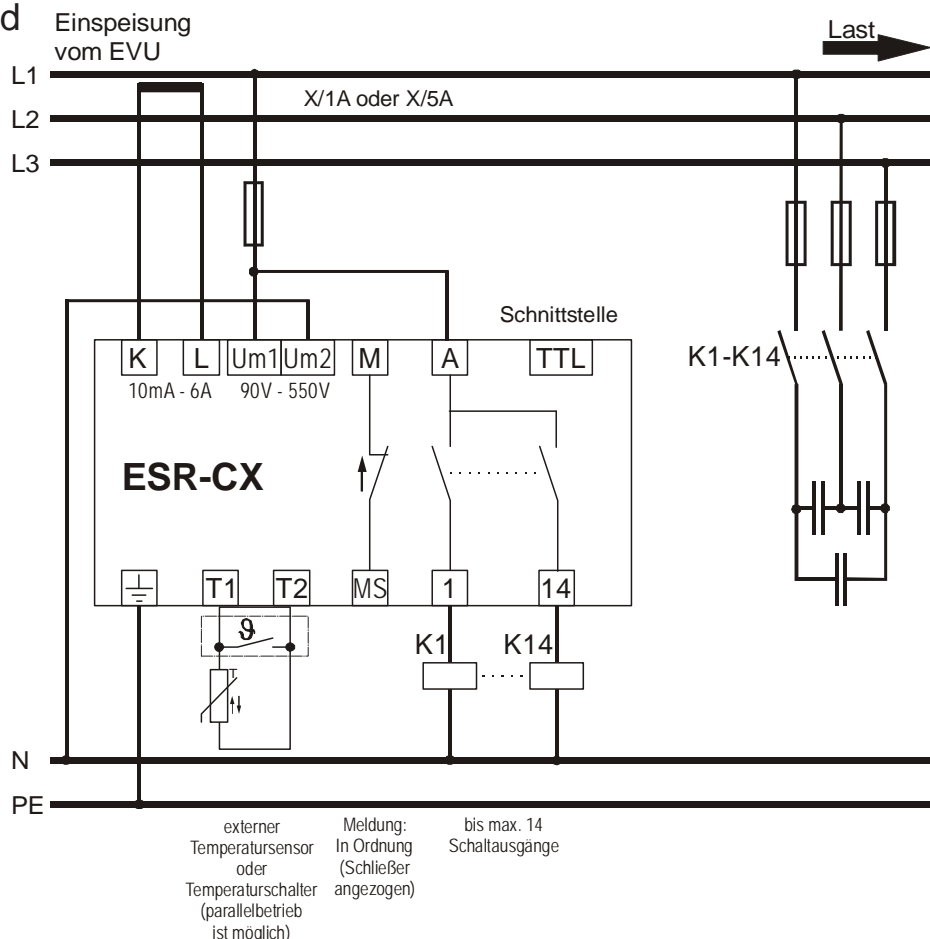 d
Einspeisung
vom EVU
Last
L1
X/1A oder X/5A
L2
L3
Schnittstelle
K L Um1 Um2 M A TTL
10mA - 6A 90V - 550V
K1-K14
ESR-CX
T1 T2 MS 1 14
ϑ
K1 K14
T
N
PE
externer
Temperatursensor
oder
Temperaturschalter
(parallelbetrieb
ist möglich)
Meldung:
In Ordnung
(Schließer
angezogen)
bis max. 14
Schaltausgänge